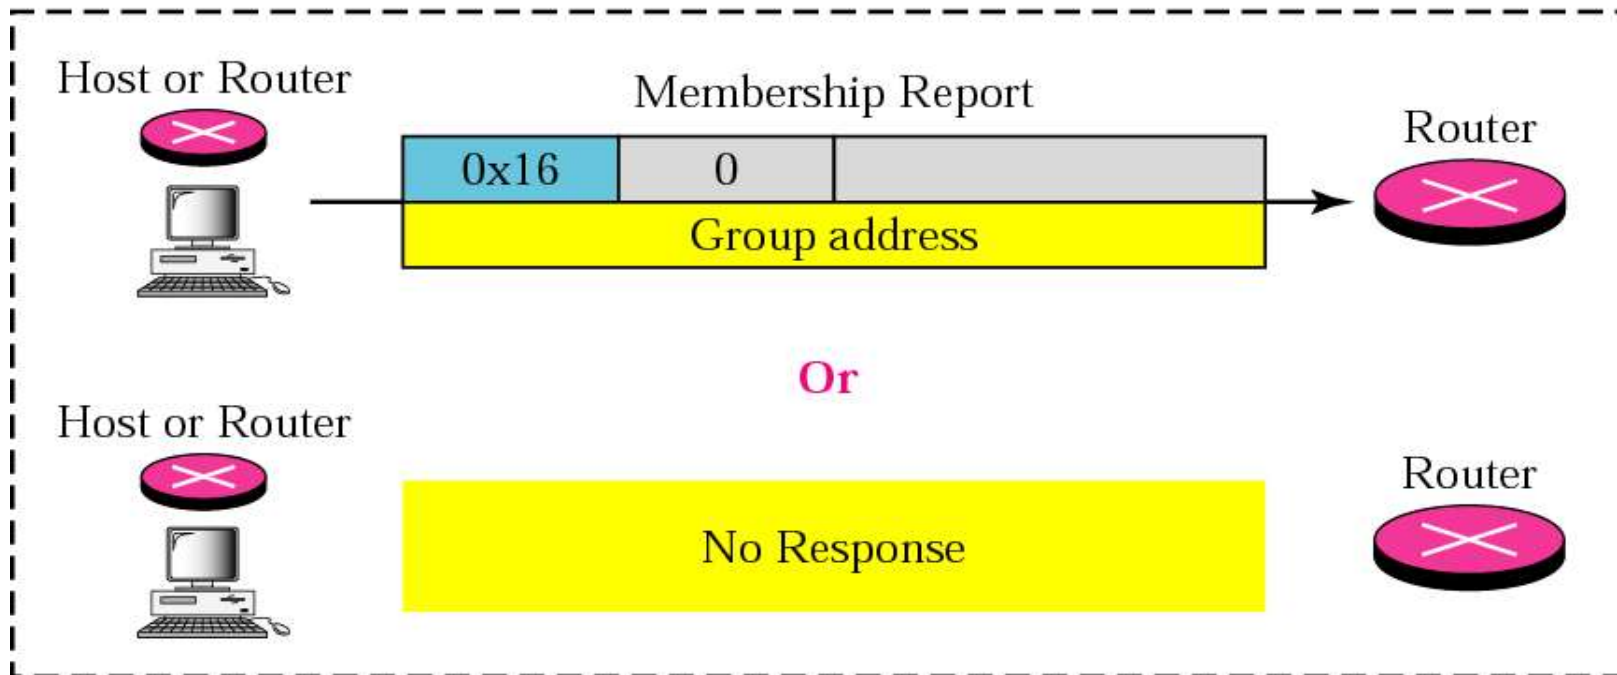 Host or Router
Membership Report
Router
0x16
0
Group address
Or
Host or Router
Router
No Response